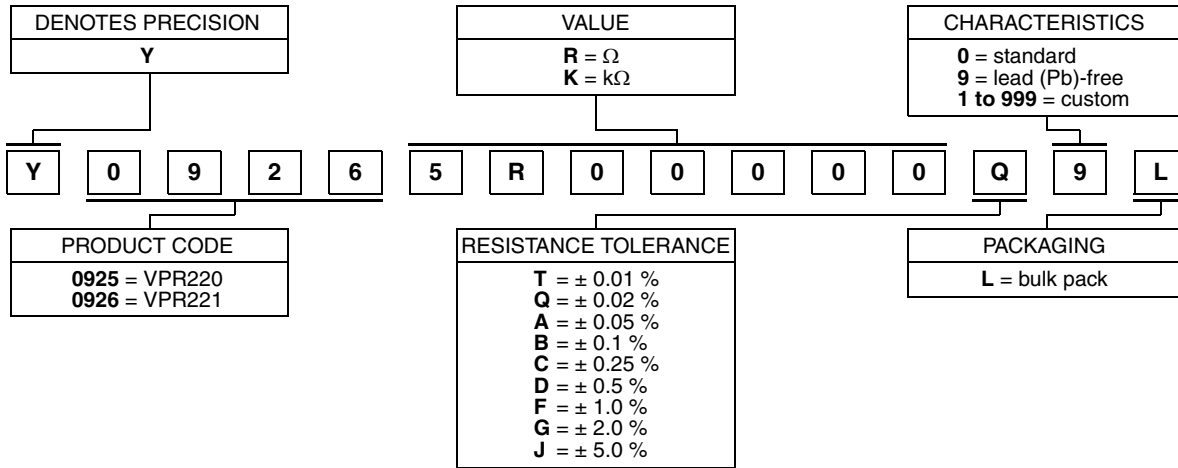 DENOTES PRECISION
Y
VALUE
R = Ω
K = kΩ
CHARACTERISTICS
0 = standard
9 = lead (Pb)-free
1 to 999 = custom
Y 0 9 2 6 5 R 0 0 0 0 0 Q 9 L
PRODUCT CODE
0925 = VPR220
0926 = VPR221
RESISTANCE TOLERANCE
T = ± 0.01 %
Q = ± 0.02 %
A = ± 0.05 %
B = ± 0.1 %
C = ± 0.25 %
D = ± 0.5 %
F = ± 1.0 %
G = ± 2.0 %
J = ± 5.0 %
PACKAGING
L = bulk pack